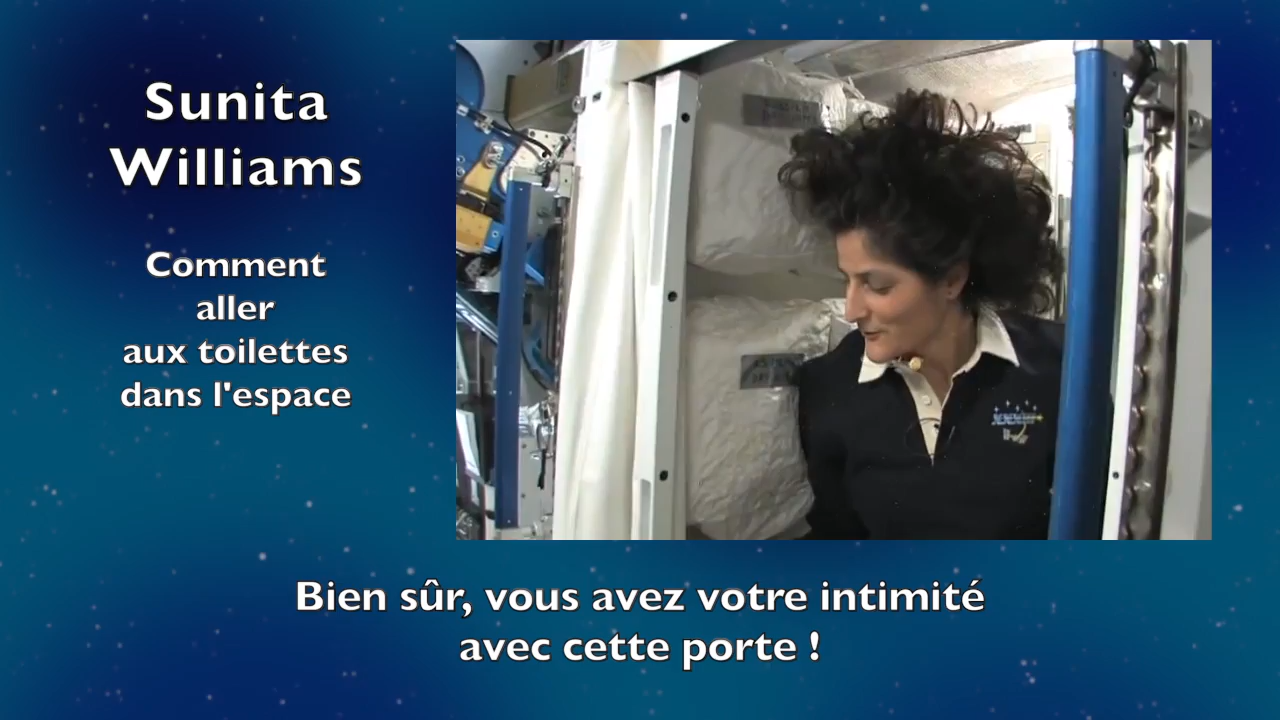 Sunita
Williams
Comment
aller
aux toilettes
dans l'espace
Bien sûr, vous avez votre intimité
avec cette porte !